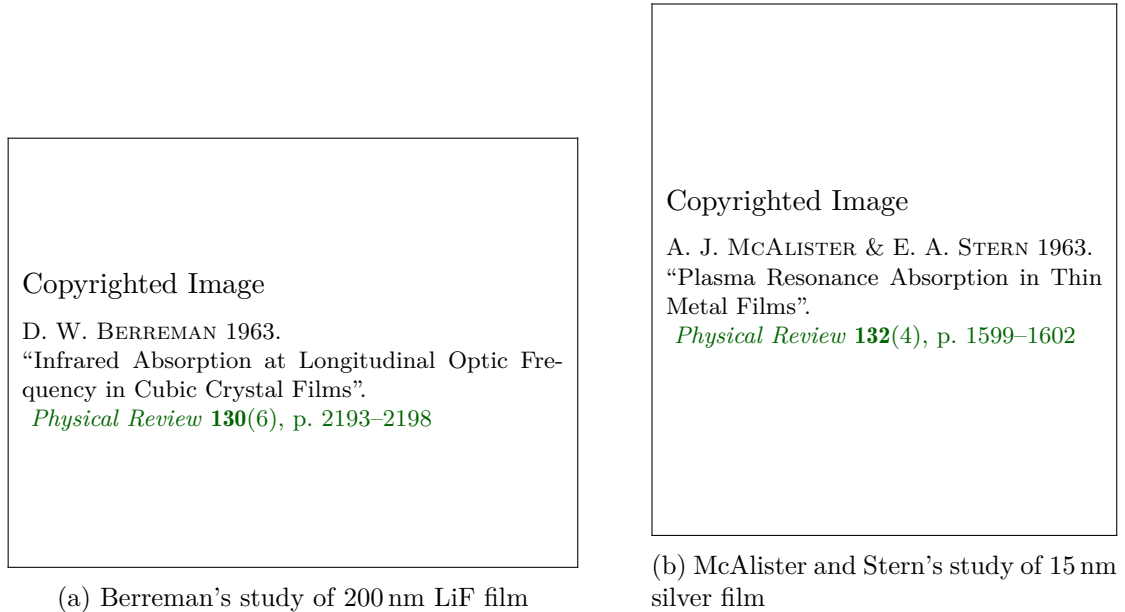 Copyrighted Image
D. W. BERREMAN 1963.
“Infrared Absorption at Longitudinal Optic Fre-
quency in Cubic Crystal Films”.
Physical Review 130(6), p. 2193–2198
(a) Berreman’s study of 200 nm LiF film
Copyrighted Image
A. J. MCALISTER & E. A. STERN 1963.
“Plasma Resonance Absorption in Thin
Metal Films”.
Physical Review 132(4), p. 1599–1602
(b) McAlister and Stern’s study of 15 nm
silver film